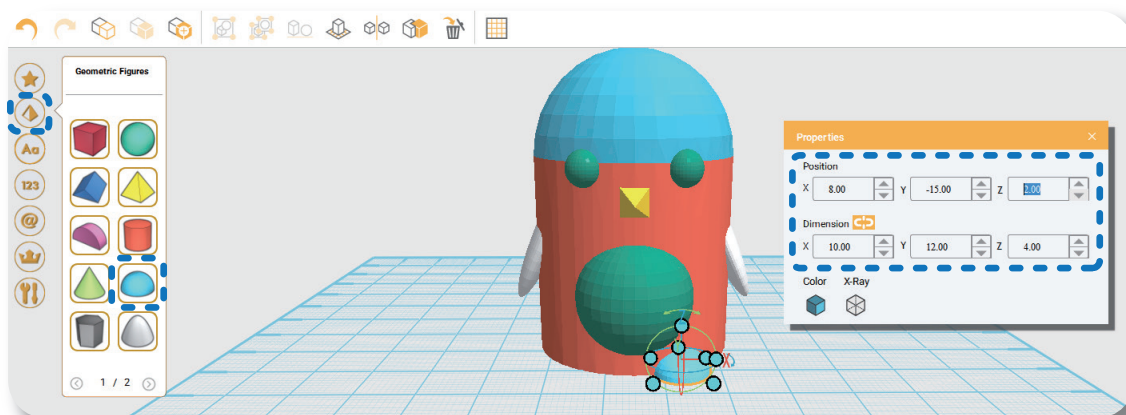 Geometric Figures
Aa
123
@
1 / 2
Properties
Position
X 8.00 Y -15.00 Z 2.00
Dimension
X 10.00 Y 12.00 Z 4.00
Color X-Ray